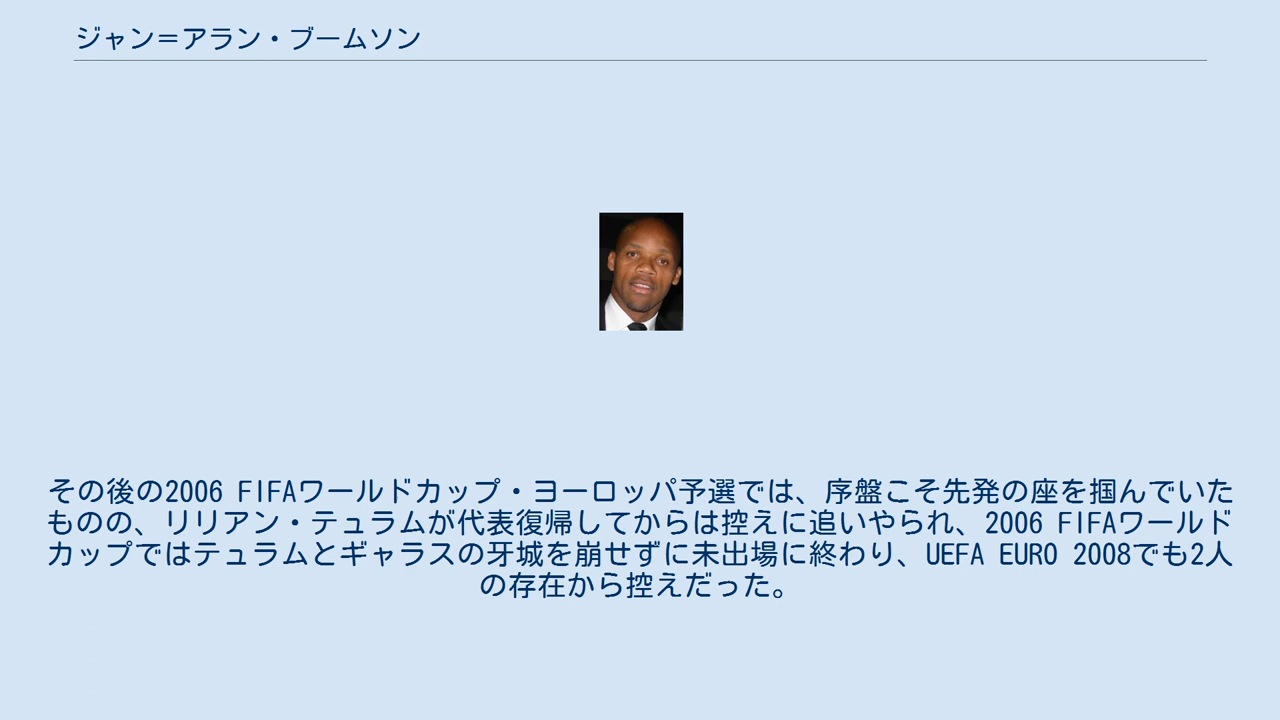 ジャン＝アラン・ブームソン
その後の2006 FIFAワールドカップ・ヨーロッパ予選では、序盤こそ先発の座を掴んでいた
ものの、リリアン・テュラムが代表復帰してからは控えに追いやられ、2006 FIFAワールド
カップではテュラムとギャラスの牙城を崩せずに未出場に終わり、UEFA EURO 2008でも2人
の存在から控えだった。